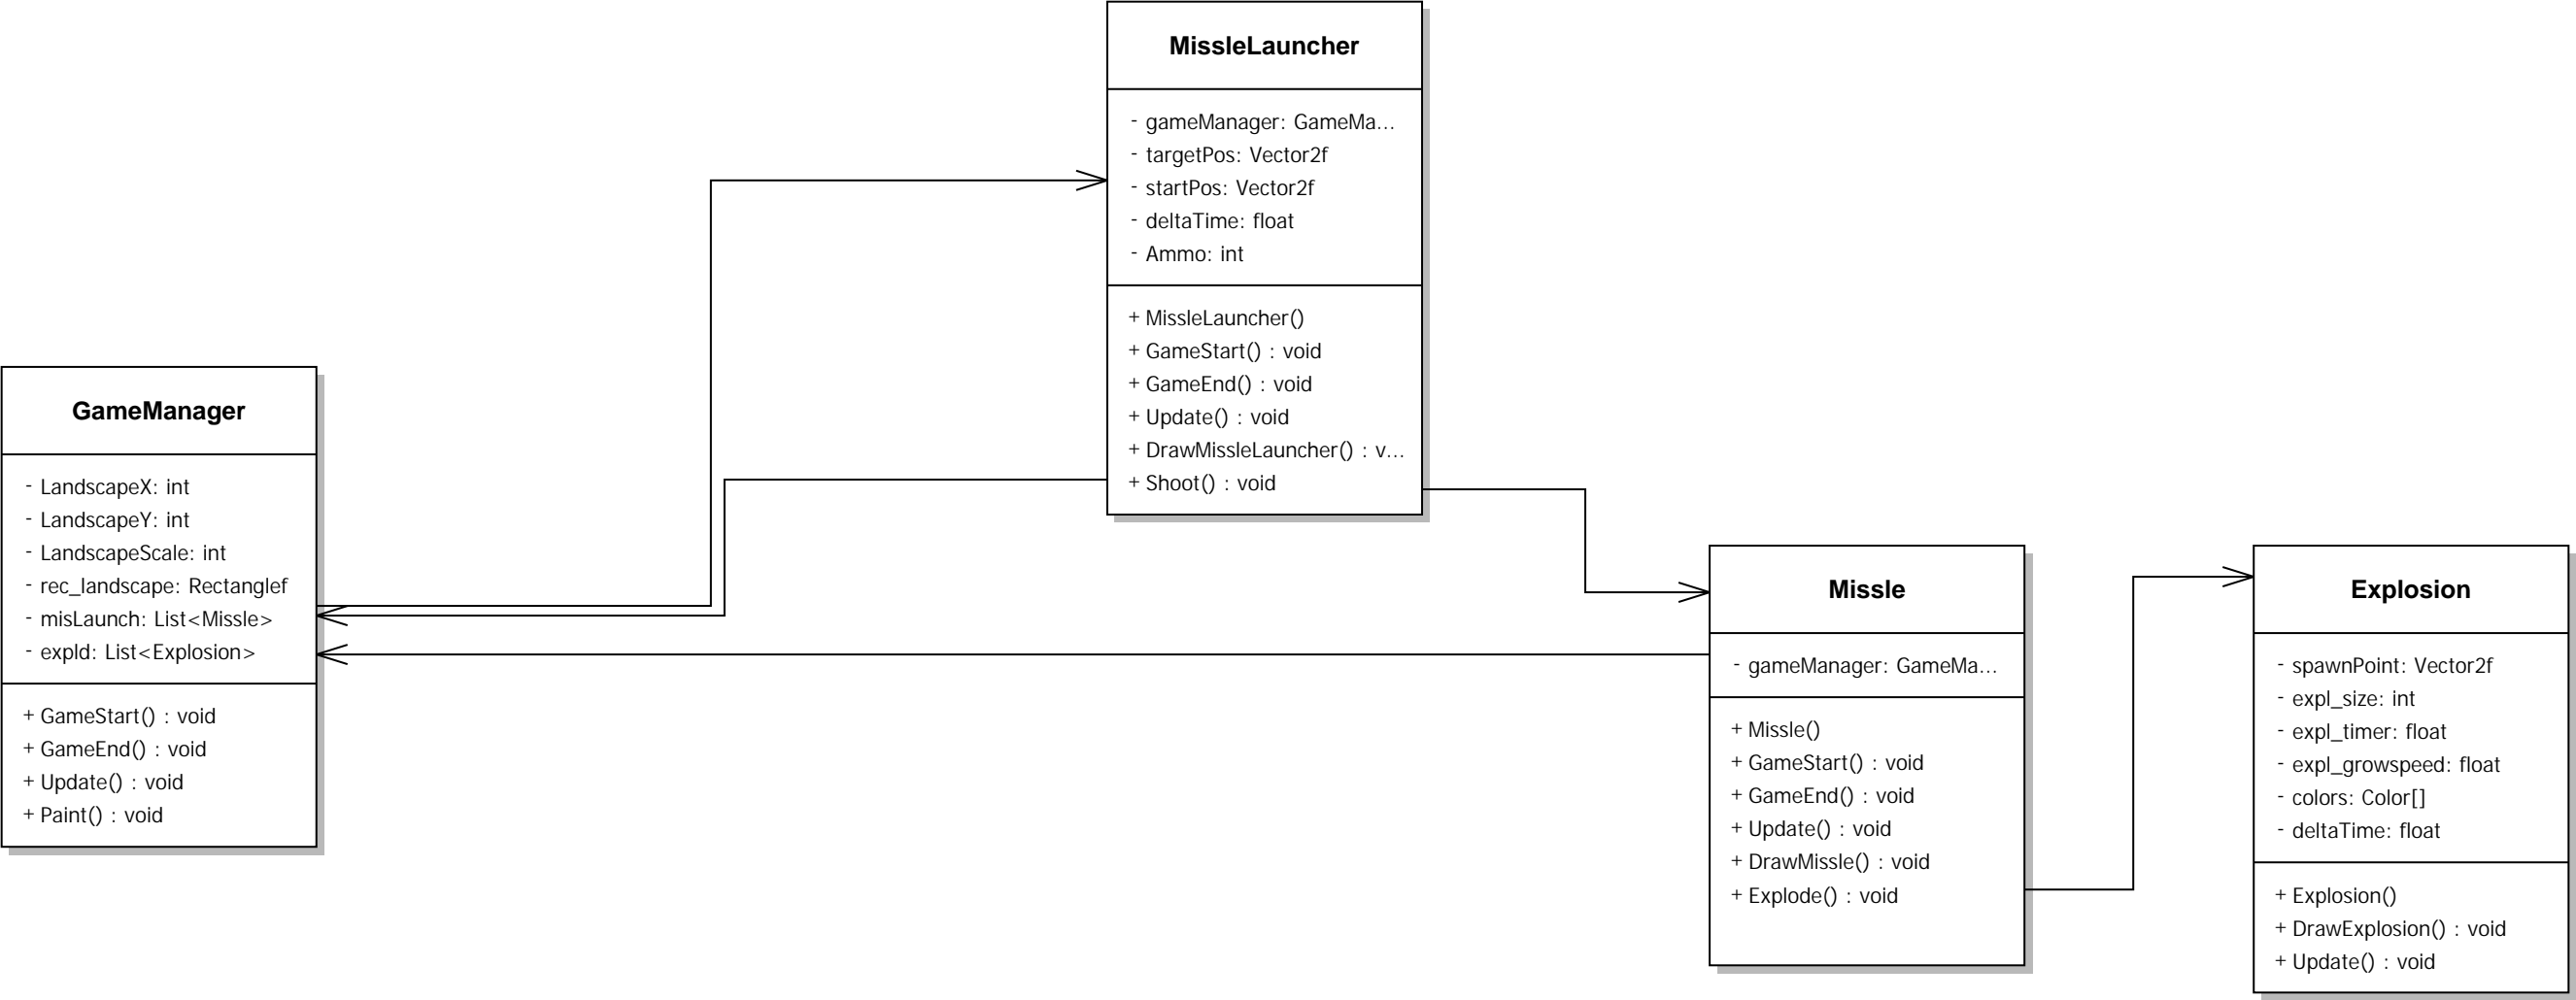 MissleLauncher
- gameManager: GameMa...
- targetPos: Vector2f
- startPos: Vector2f
- deltaTime: float
- Ammo: int
+ MissleLauncher()
+ GameStart() : void
+ GameEnd() : void
+ Update() : void
+ DrawMissleLauncher() : v...
+ Shoot() : void
GameManager
- LandscapeX: int
- LandscapeY: int
- LandscapeScale: int
- rec_landscape: Rectanglef
- misLaunch: List<Missle>
- expld: List<Explosion>
+ GameStart() : void
+ GameEnd() : void
+ Update() : void
+ Paint() : void
Missle
- gameManager: GameMa...
+ Missle()
+ GameStart() : void
+ GameEnd() : void
+ Update() : void
+ DrawMissle() : void
+ Explode() : void
Explosion
- spawnPoint: Vector2f
- expl_size: int
- expl_timer: float
- expl_growspeed: float
- colors: Color[]
- deltaTime: float
+ Explosion()
+ DrawExplosion() : void
+ Update() : void